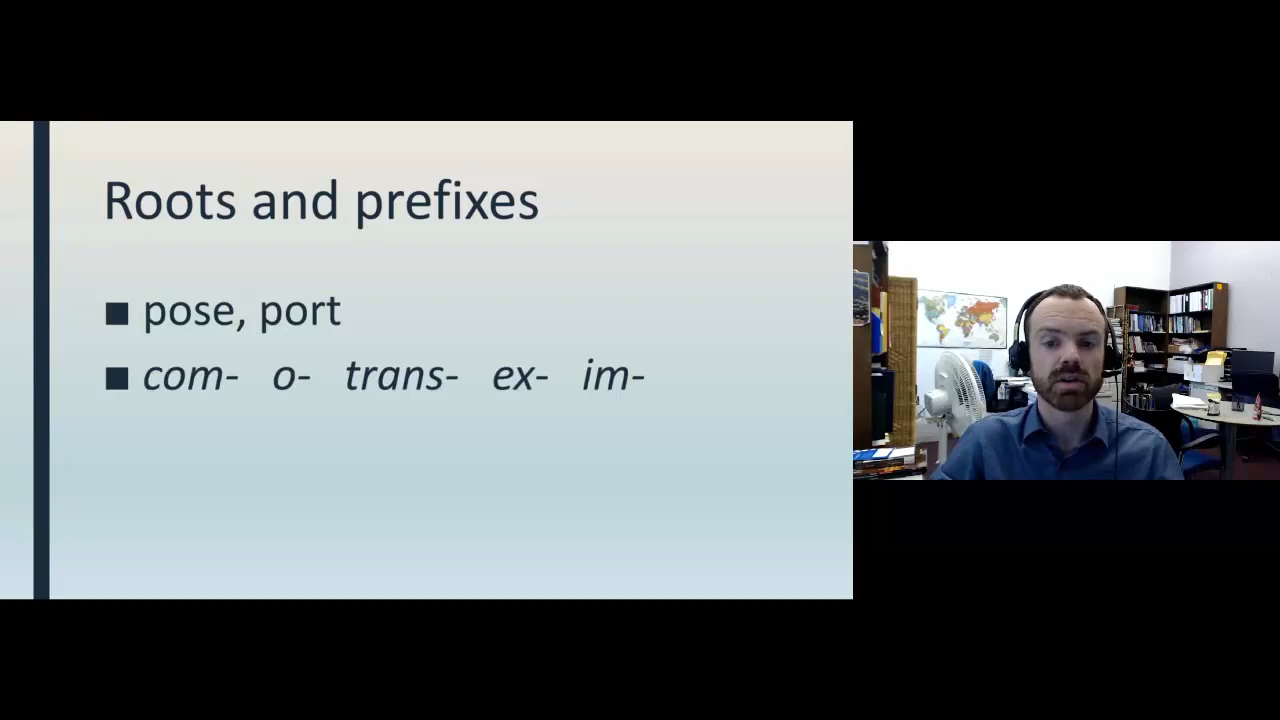 Roots and prefixes
■ pose, port
■ com- o- trans- ex- im-